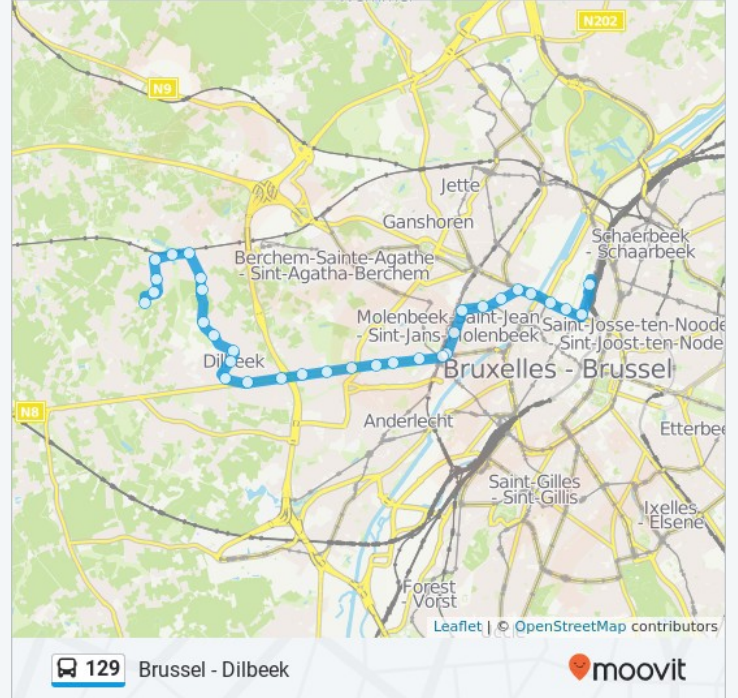 N202
N9
Jette
Ganshoren
Schaerbeek
- Schaarbeek
Berchem-Sainte-Agathe
- Sint-Agatha-Berchem
Molenbeek-Saint-Jean
- Sint-Jans-Molenbeek
Saint-Josse-ten-Noode
Sint-Joost-ten-Node
Dilbeek
Bruxelles - Brussel
N8
Anderlecht
Etterbee
Saint-Gilles
- Sint-Gillis
Ixelles
- Elsene
Forest
- Vorst
Leaflet | © OpenStreetMap contributors
129 Brussel - Dilbeek
moovit